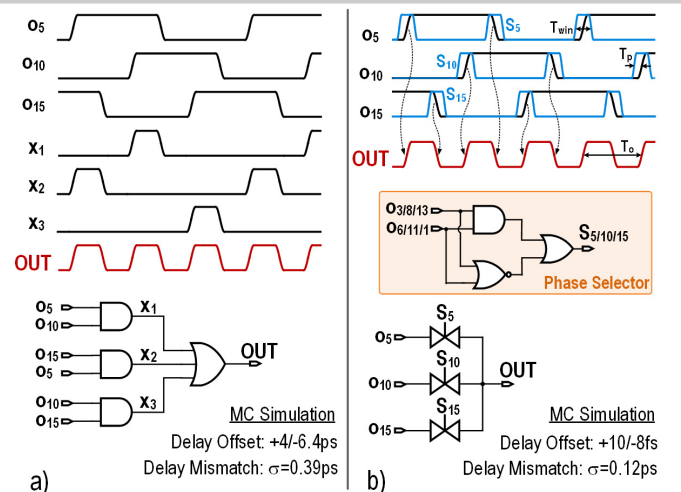 O5
O10
O15
X1
X2
X3
OUT
O5
O10
X1
O15
O5
X2
OUT
O10
O15
X3
MC Simulation
Delay Offset: +4/-6.4ps
Delay Mismatch: σ=0.39ps
a)
O5
S5
Twin
O10
S10
Tp
O15
S15
OUT
To
O3/8/13
O6/11/1
S5/10/15
Phase Selector
S5
O5
S10
OUT
O10
S15
O15
MC Simulation
Delay Offset: +10/-8fs
Delay Mismatch: σ=0.12ps
b)